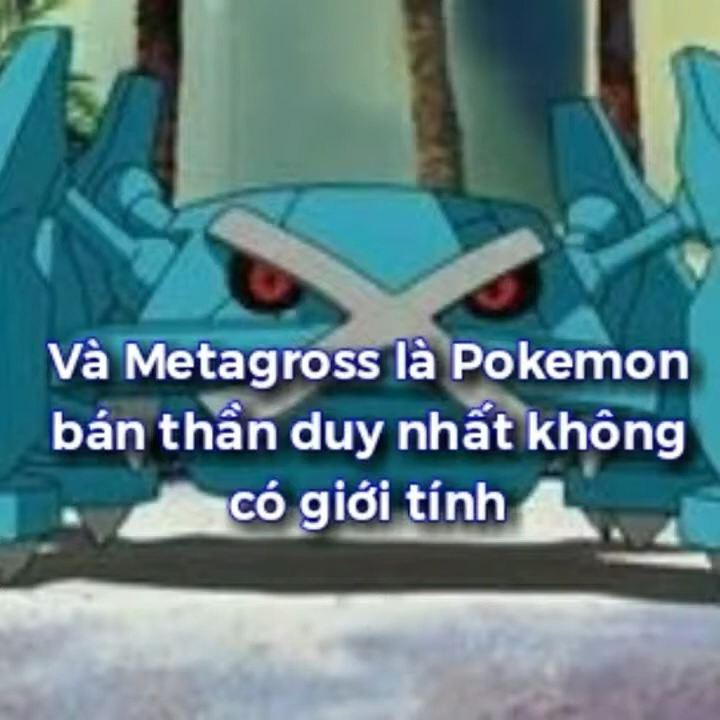 Và Metagross là Pokemon
bán thần duy nhất không
có giới tính